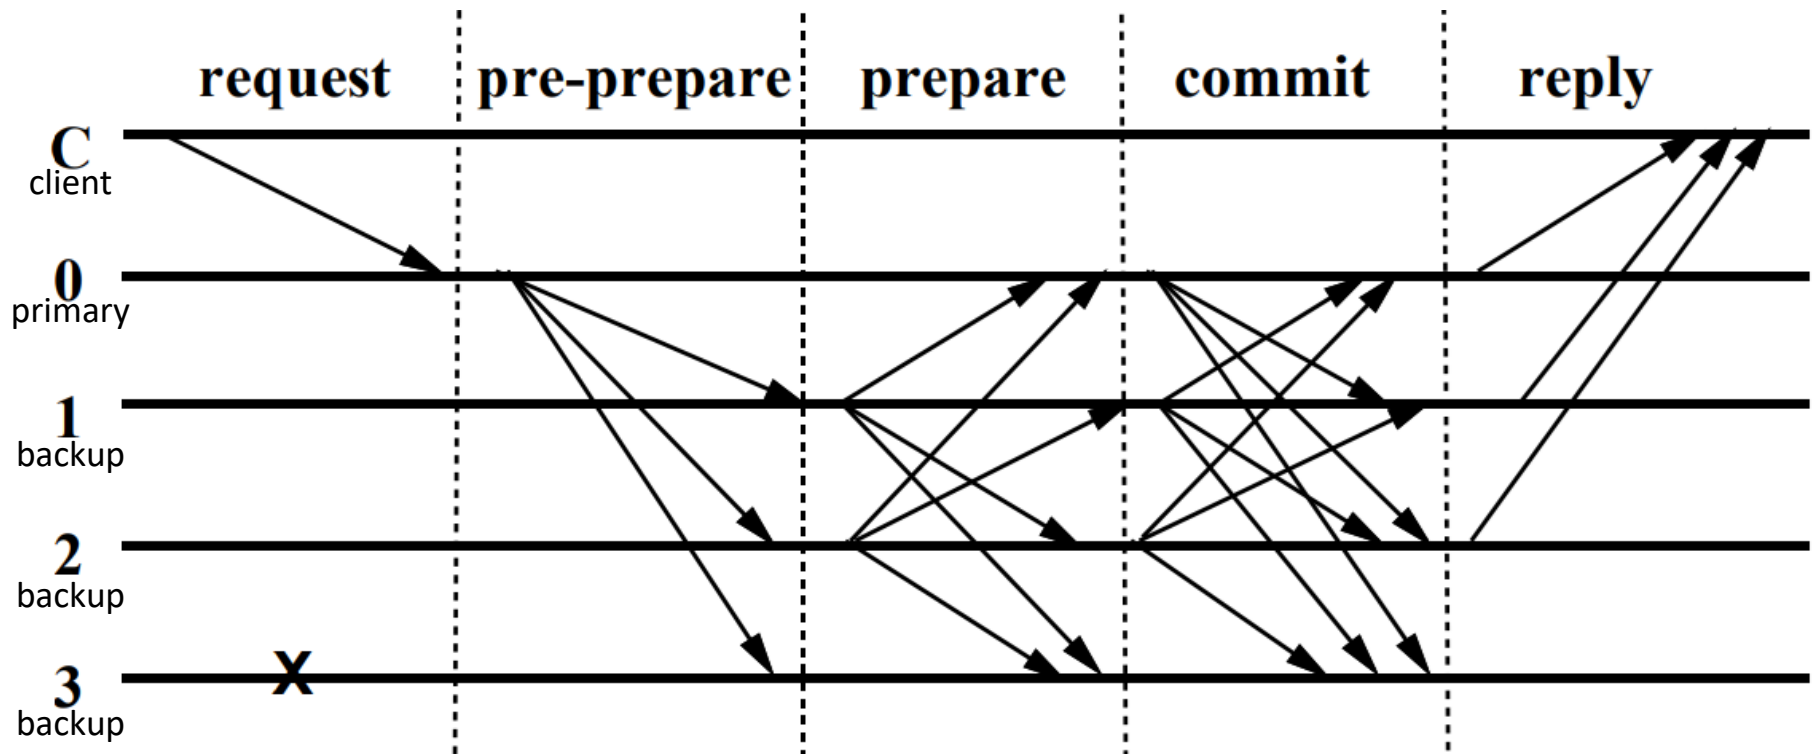 request pre-prepare prepare commit reply
C
client
0
primary
1
backup
2
backup
X
3
backup